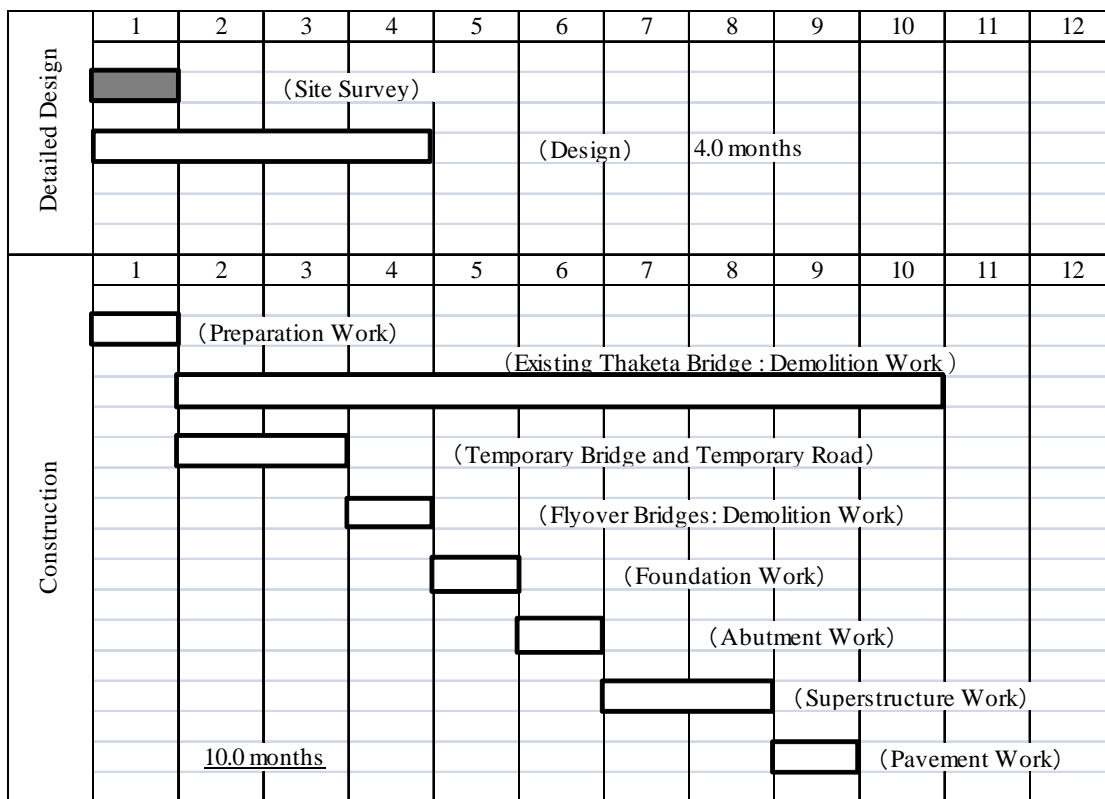 Detailed Design
1 2 3 4 5 6 7 8 9 10 11 12
（Site Survey）
（Design） 4.0 months
Construction
1 2 3 4 5 6 7 8 9 10 11 12
（Preparation Work）
（Existing Thaketa Bridge : Demolition Work）
（Temporary Bridge and Temporary Road）
（Flyover Bridges: Demolition Work）
（Foundation Work）
（Abutment Work）
（Superstructure Work）
10.0 months （Pavement Work）